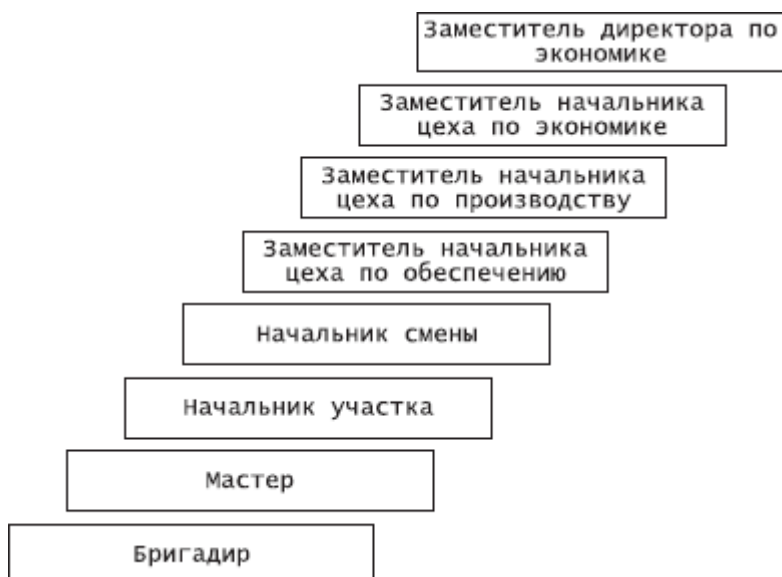 Заместитель директора по
экономике
Заместитель начальника
цеха по экономике
Заместитель начальника
цеха по производству
Заместитель начальника
цеха по обеспечению
Начальник смены
Начальник участка
Мастер
Бригадир